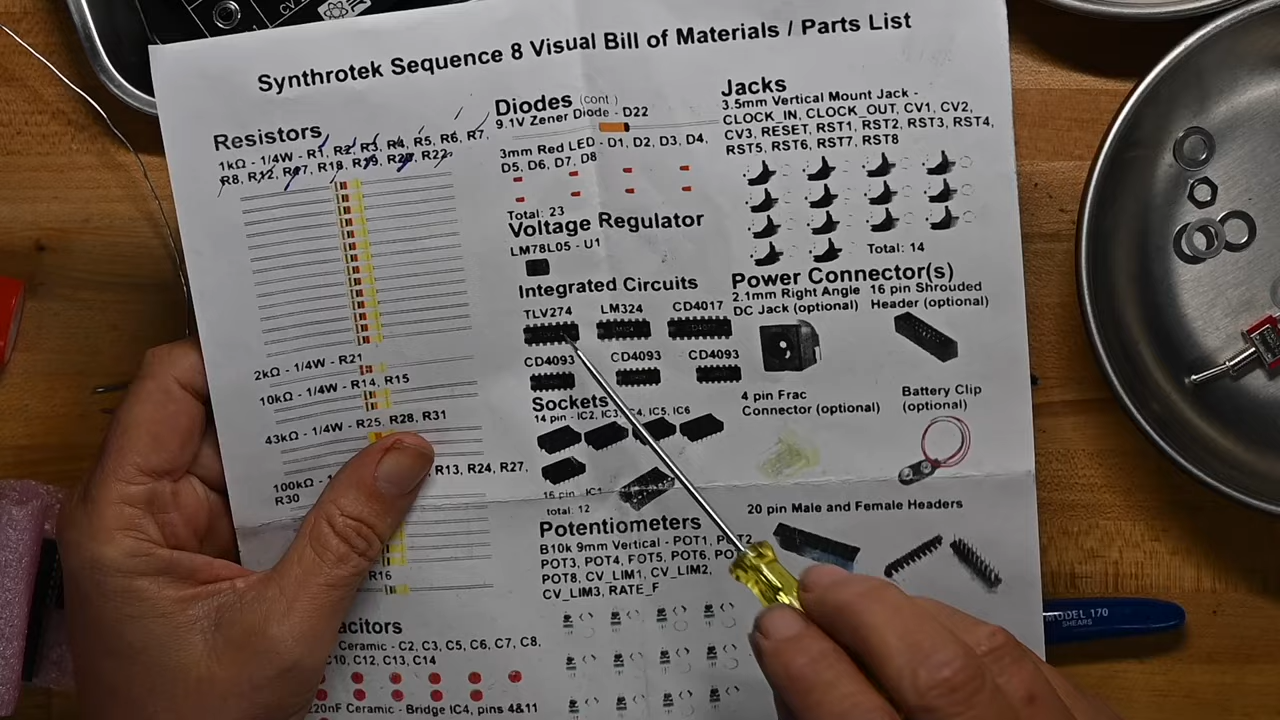 CV 2
Synthrotek Sequence 8 Visual Bill of Materials / Parts List
Resistors
1kΩ - 1/4W - R1, R2, R3, R4, R5, R6, R7,
R8, R12, R17, R18, R19, R20, R22
2kΩ - 1/4W - R21
10kΩ - 1/4W - R14, R15
43kΩ - 1/4W - R25, R28, R31
100kΩ - R13, R24, R27,
R30
R16
Ceramic - C2, C3, C5, C6, C7, C8,
C10, C12, C13, C14
220nF Ceramic - Bridge IC4, pins 4&11
Diodes (cont.)
9.1V Zener Diode - D22
3mm Red LED - D1, D2, D3, D4,
D5, D6, D7, D8
Total: 23
Voltage Regulator
LM78L05 - U1
Integrated Circuits
TLV274 LM324 CD4017
CD4093 CD4093 CD4093
Sockets
14 pin - IC2, IC3, IC5, IC6
16 pin IC1
total: 12
Potentiometers
B10k 9mm Vertical - POT1, POT2
POT3, POT4, POT5, POT6,
POT8, CV_LIM1, CV_LIM2,
CV_LIM3, RATE_F
Jacks
3.5mm Vertical Mount Jack -
CLOCK_IN, CLOCK_OUT, CV1, CV2,
CV3, RESET, RST1, RST2, RST3, RST4,
RST5, RST6, RST7, RST8
Total: 14
Power Connector(s)
2.1mm Right Angle 16 pin Shrouded
DC Jack (optional) Header (optional)
4 pin Frac Battery Clip
Connector (optional) (optional)
20 pin Male and Female Headers
MODEL 170
SHEARS